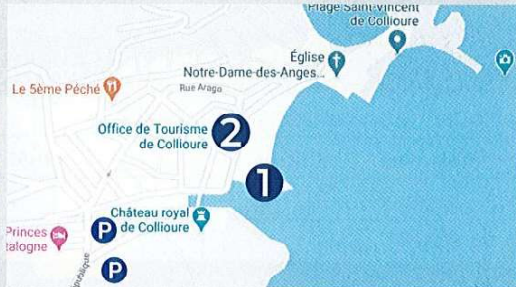 Plage Saint-Vincent
de Collioure
Église
Notre-Dame-des-Anges...
Rue Arago
Le 5ème Péché
Office de Tourisme
de Collioure
2
1
Château royal
de Collioure
Princes
P
P